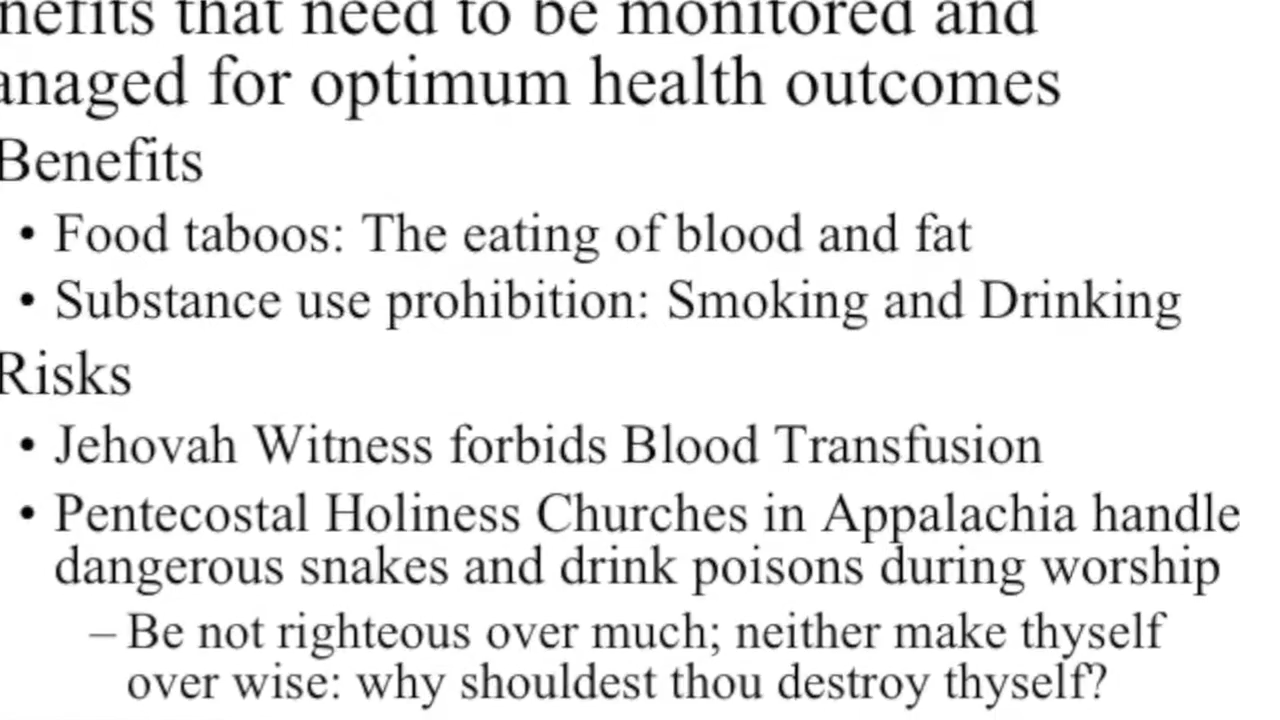 nefits that need to be monitored and
anaged for optimum health outcomes
Benefits
• Food taboos: The eating of blood and fat
• Substance use prohibition: Smoking and Drinking
Risks
• Jehovah Witness forbids Blood Transfusion
• Pentecostal Holiness Churches in Appalachia handle
dangerous snakes and drink poisons during worship
– Be not righteous over much; neither make thyself
over wise: why shouldest thou destroy thyself?